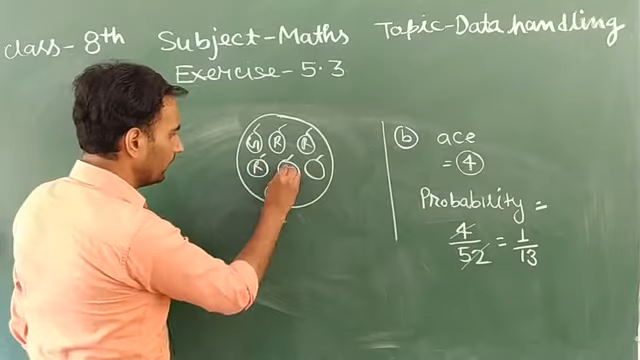 class - 8th Subject - Maths Topic - Data handling
Exercise - 5.3
G R R
R
(b) ace
= 4
Probability =
4/52 = 1/13